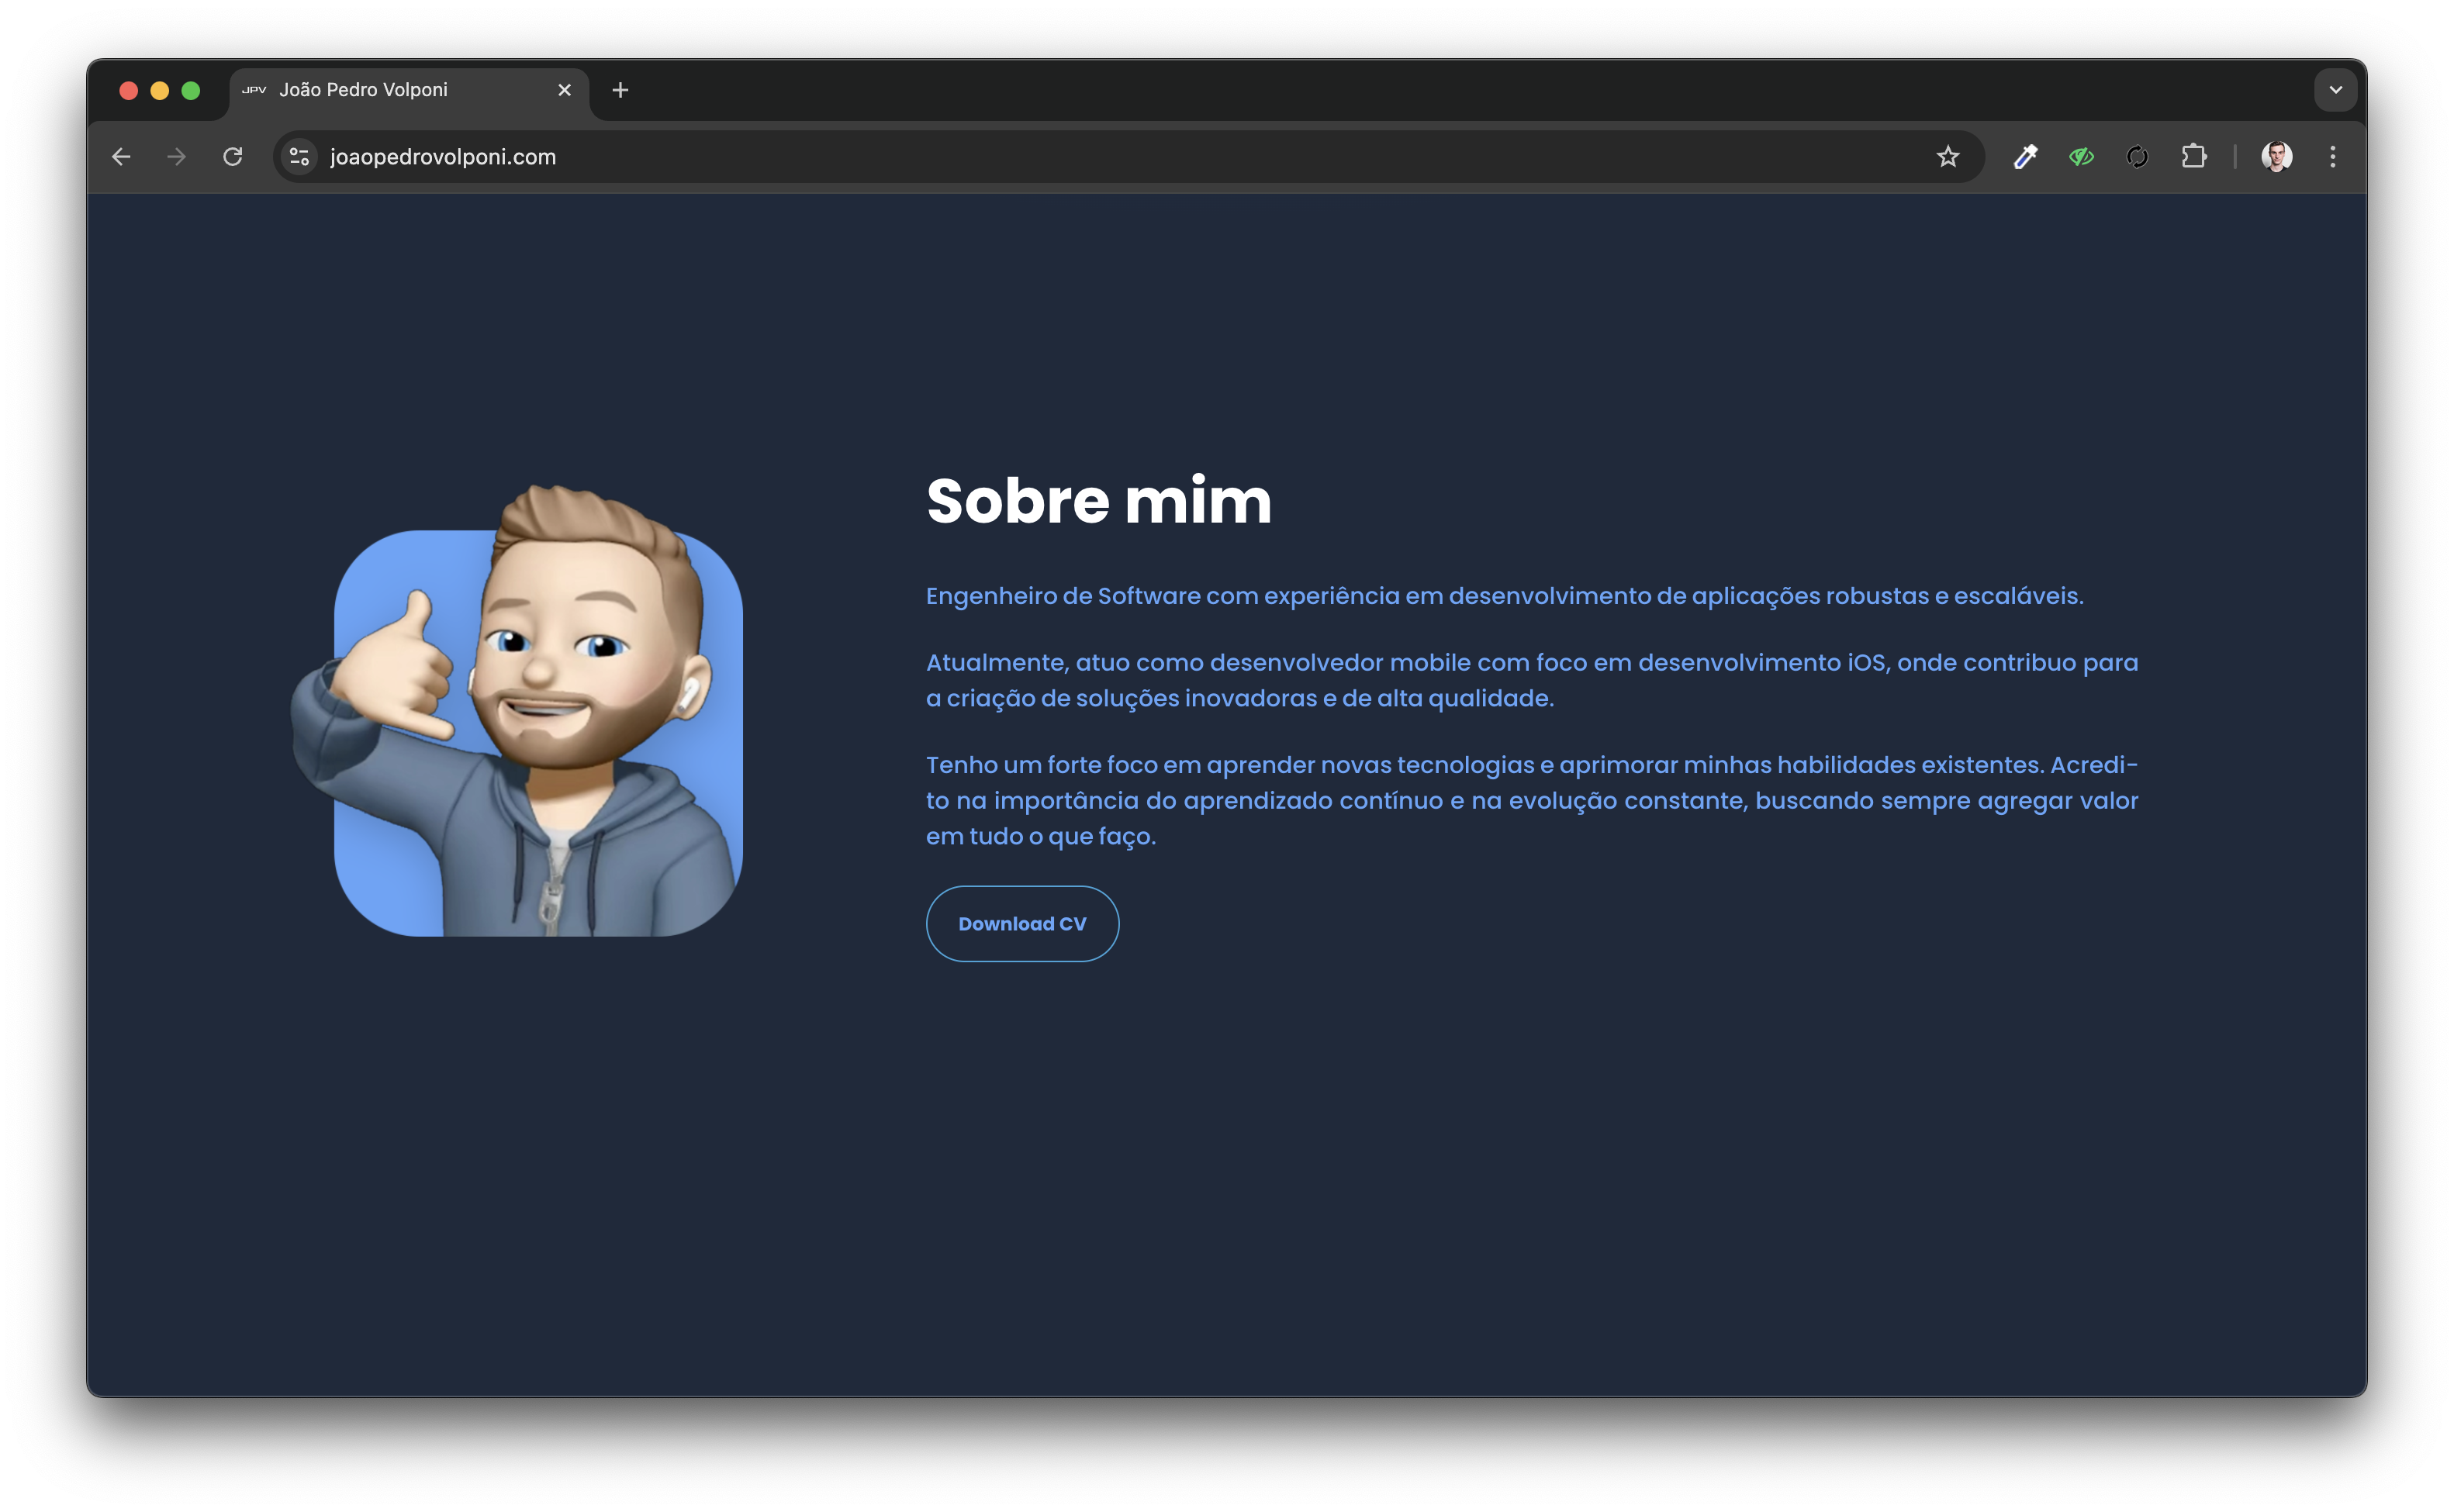 JPV João Pedro Volponi
joaopedrovolponi.com
Sobre mim
Engenheiro de Software com experiência em desenvolvimento de aplicações robustas e escaláveis.
Atualmente, atuo como desenvolvedor mobile com foco em desenvolvimento iOS, onde contribuo para
a criação de soluções inovadoras e de alta qualidade.
Tenho um forte foco em aprender novas tecnologias e aprimorar minhas habilidades existentes. Acredi-
to na importância do aprendizado contínuo e na evolução constante, buscando sempre agregar valor
em tudo o que faço.
Download CV